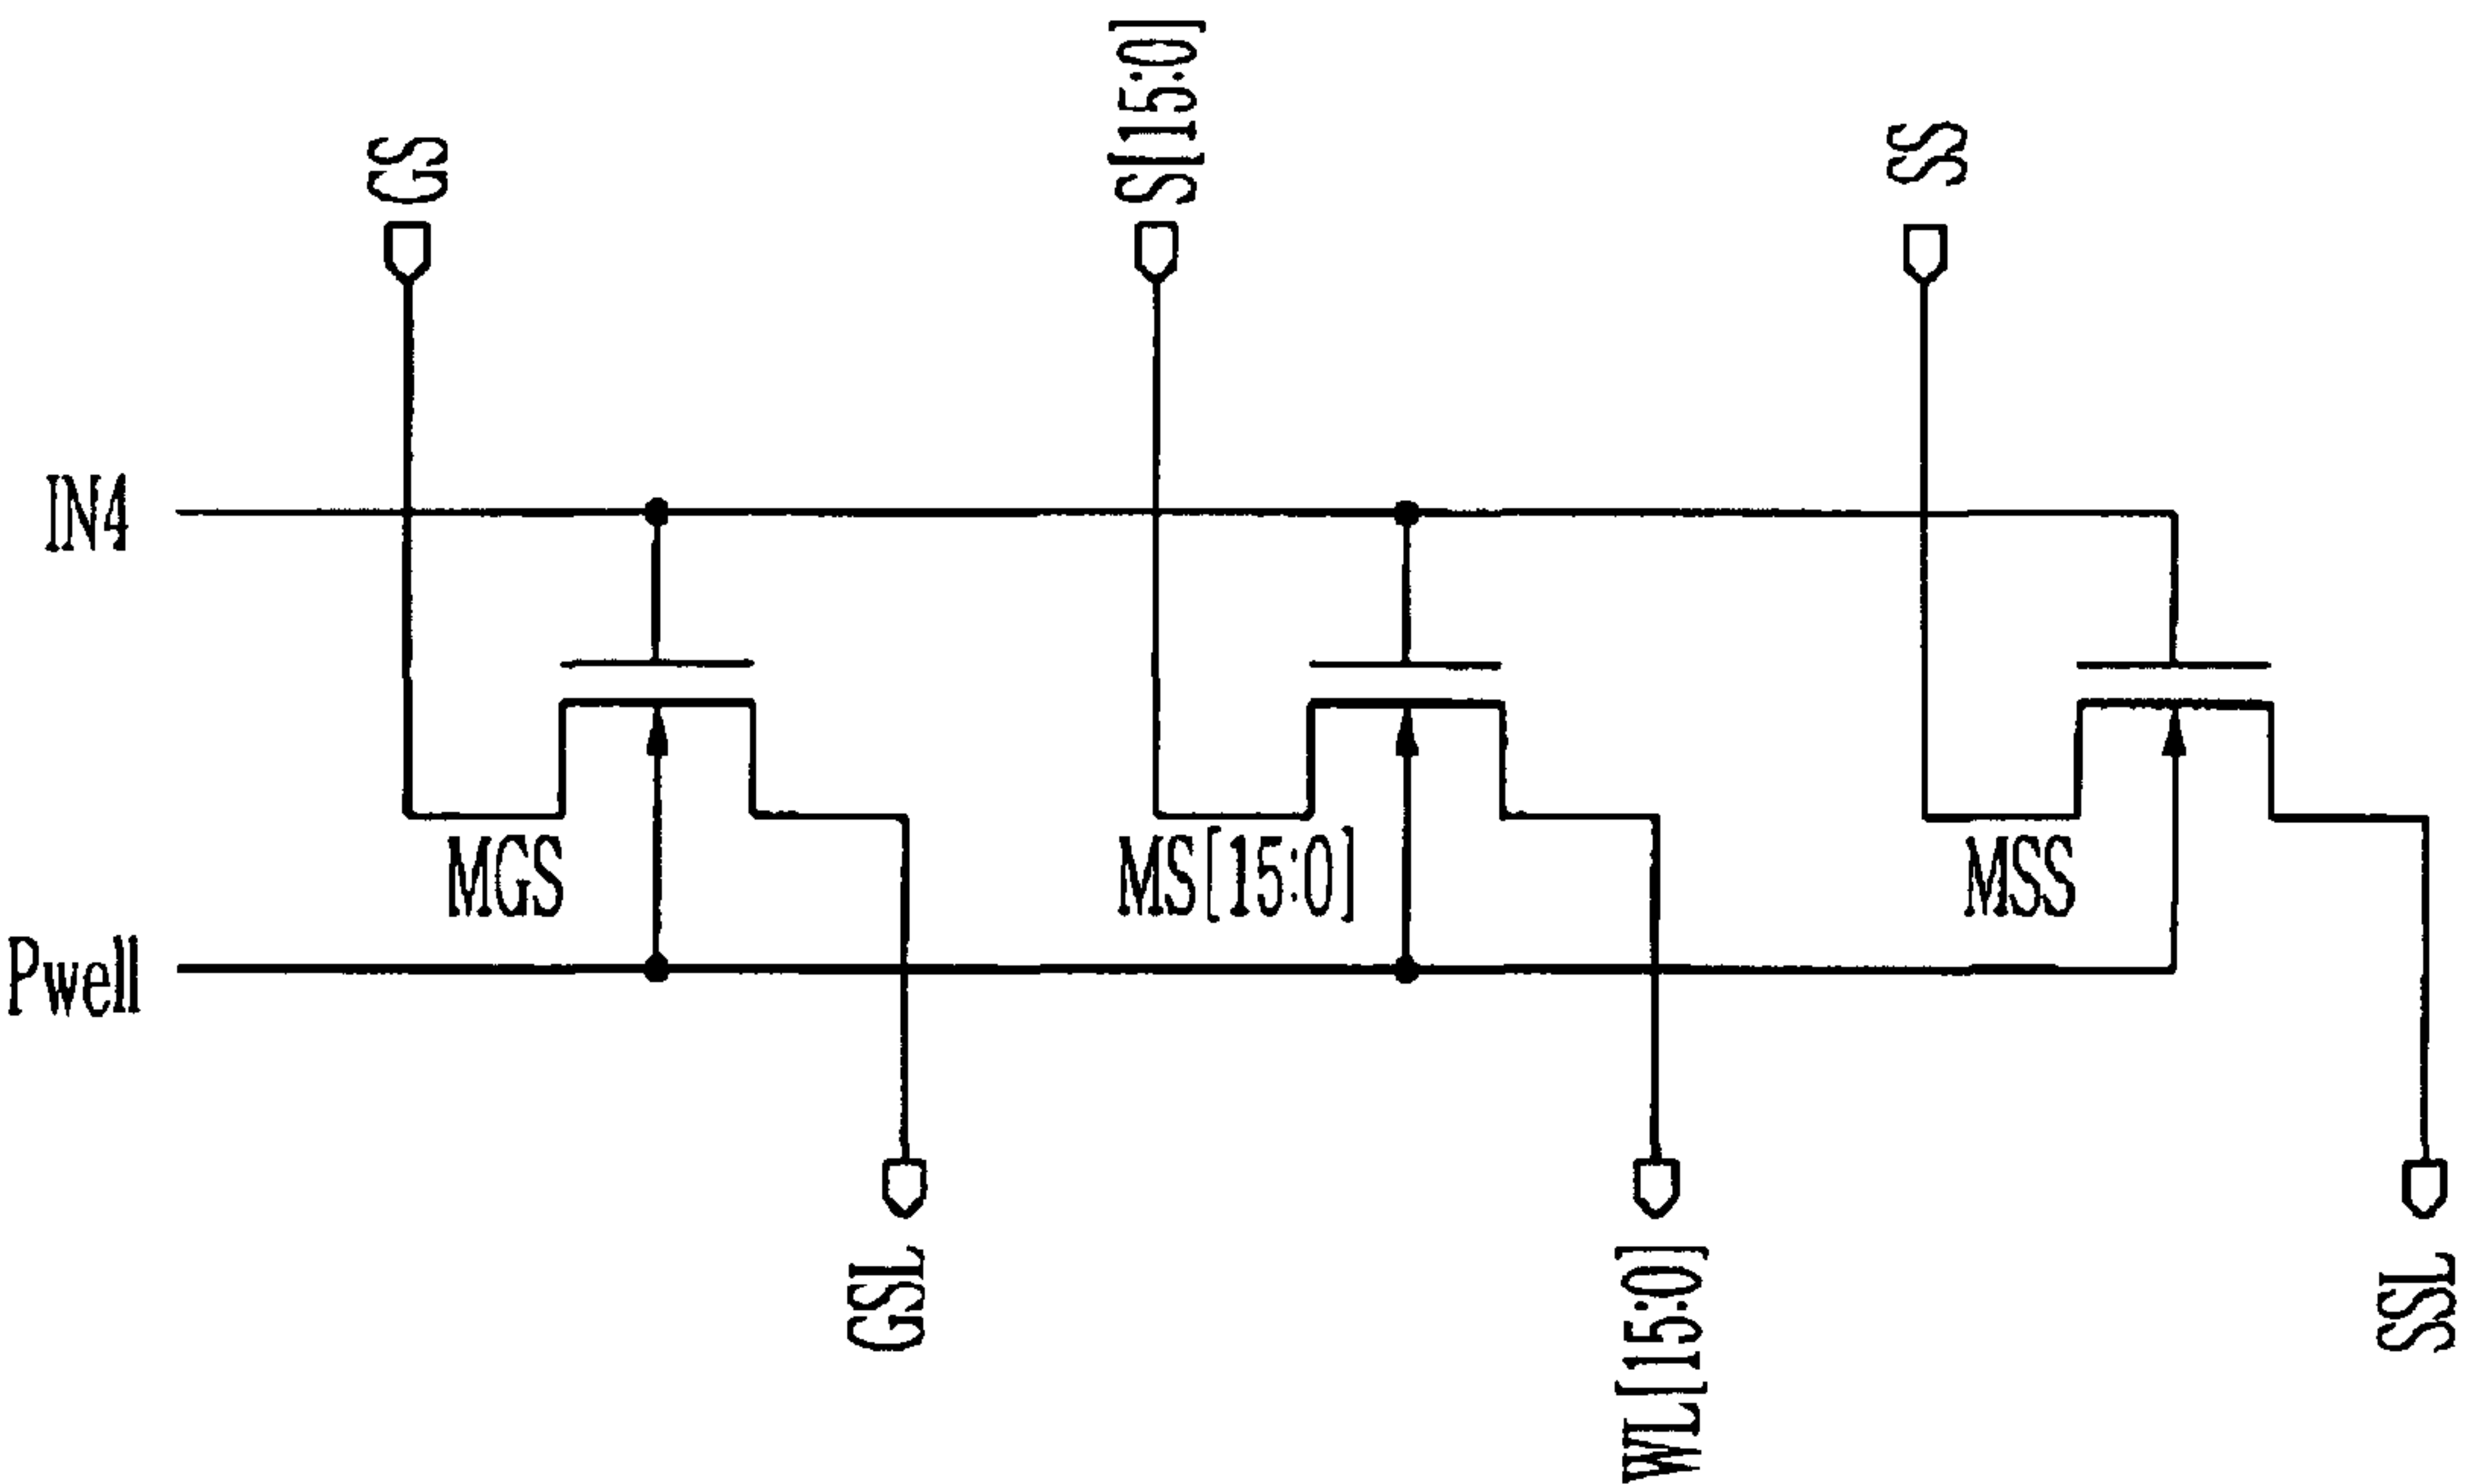 GS
S[15:0]
SS
IN4
MGS
MS[15:0]
MSS
Pwell
GSL
WL[15:0]
SSL